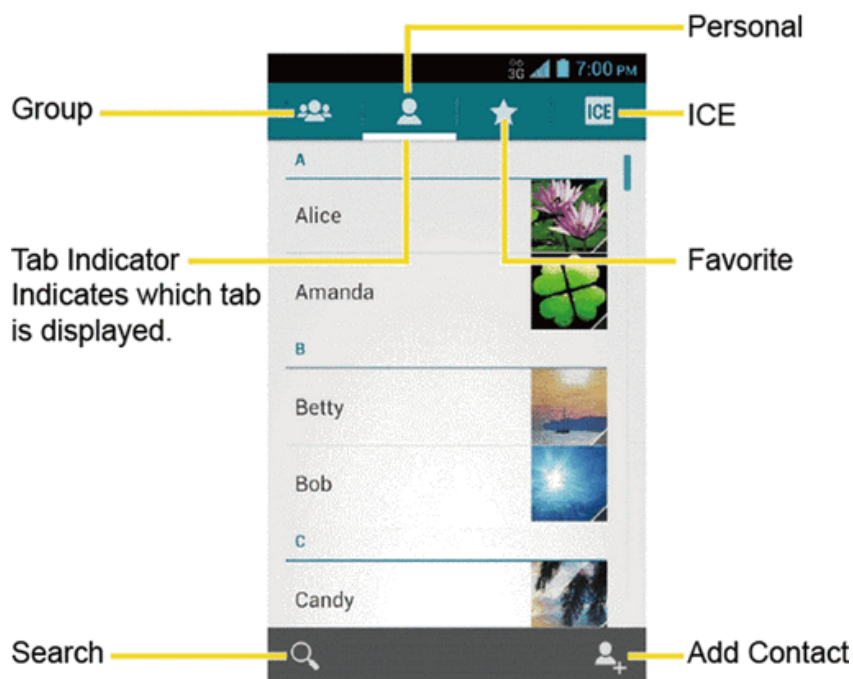 Personal
3G 7:00 PM
Group
ICE
ICE
A
Alice
Tab Indicator
Indicates which tab
is displayed.
Favorite
Amanda
B
Betty
Bob
C
Candy
Search
Add Contact